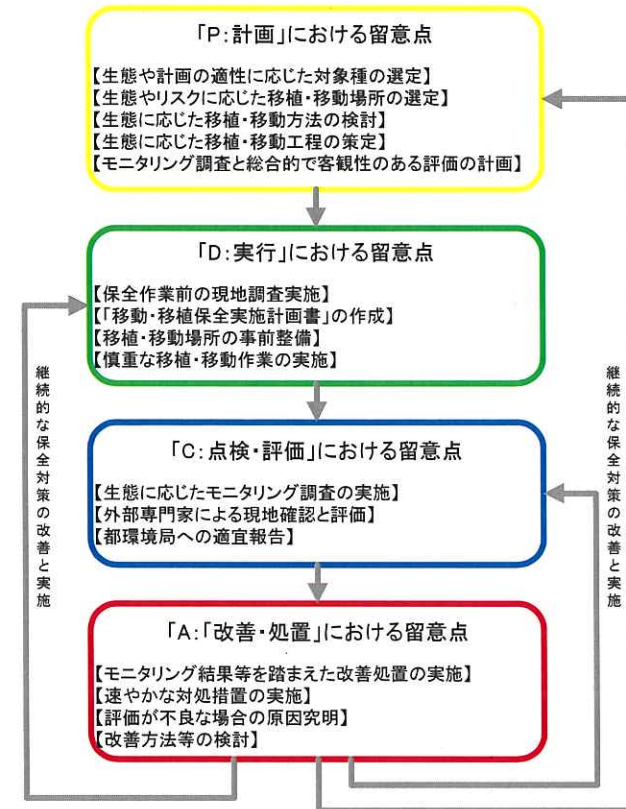 「P:計画」における留意点
【生態や計画の適性に応じた対象種の選定】
【生態やリスクに応じた移植・移動場所の選定】
【生態に応じた移植・移動方法の検討】
【生態に応じた移植・移動工程の策定】
【モニタリング調査と総合的で客観性のある評価の計画】
「D:実行」における留意点
【保全作業前の現地調査実施】
【「移動・移植保全実施計画書」の作成】
【移植・移動場所の事前整備】
【慎重な移植・移動作業の実施】
「C:点検・評価」における留意点
【生態に応じたモニタリング調査の実施】
【外部専門家による現地確認と評価】
【都環境局への適宜報告】
「A:「改善・処置」における留意点
【モニタリング結果等を踏まえた改善処置の実施】
【速やかな対処措置の実施】
【評価が不良な場合の原因究明】
【改善方法等の検討】
継続的な保全対策の改善と実施
継続的な保全対策の改善と実施